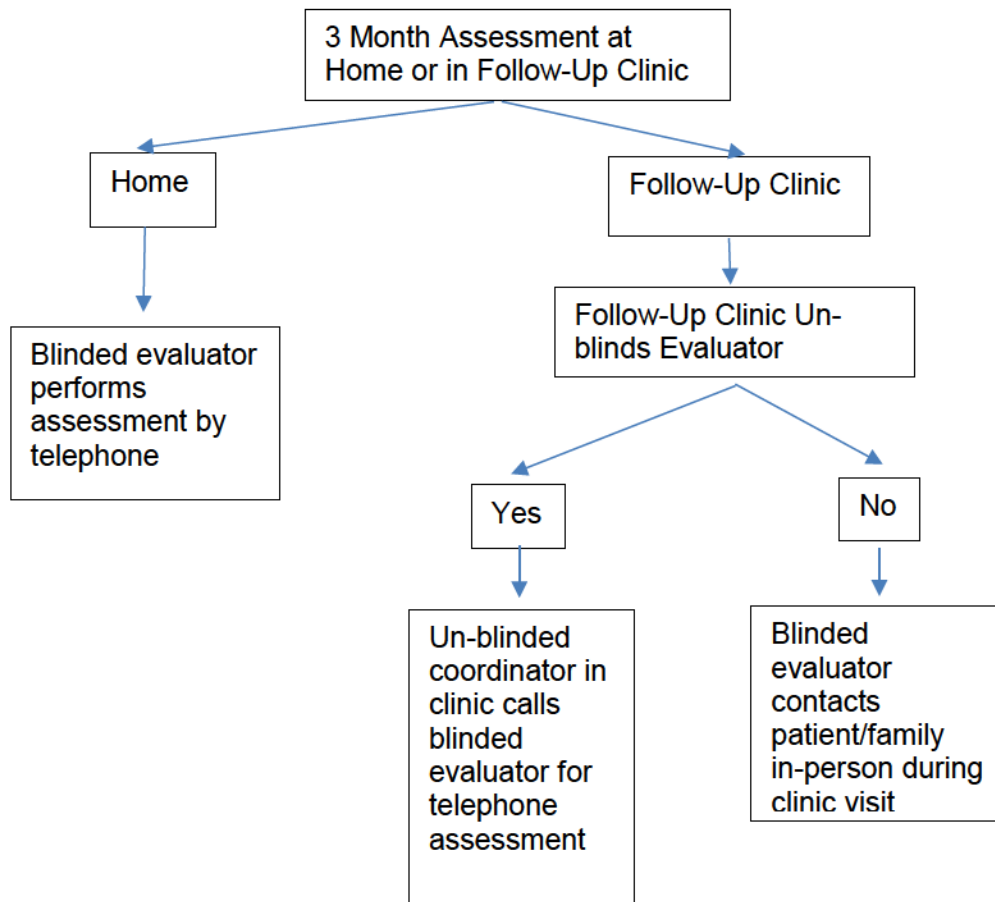 3 Month Assessment at
Home or in Follow-Up Clinic
Home
Follow-Up Clinic
Blinded evaluator
performs
assessment by
telephone
Follow-Up Clinic Un-
blinds Evaluator
Yes
No
Un-blinded
coordinator in
clinic calls
blinded
evaluator for
telephone
assessment
Blinded
evaluator
contacts
patient/family
in-person during
clinic visit